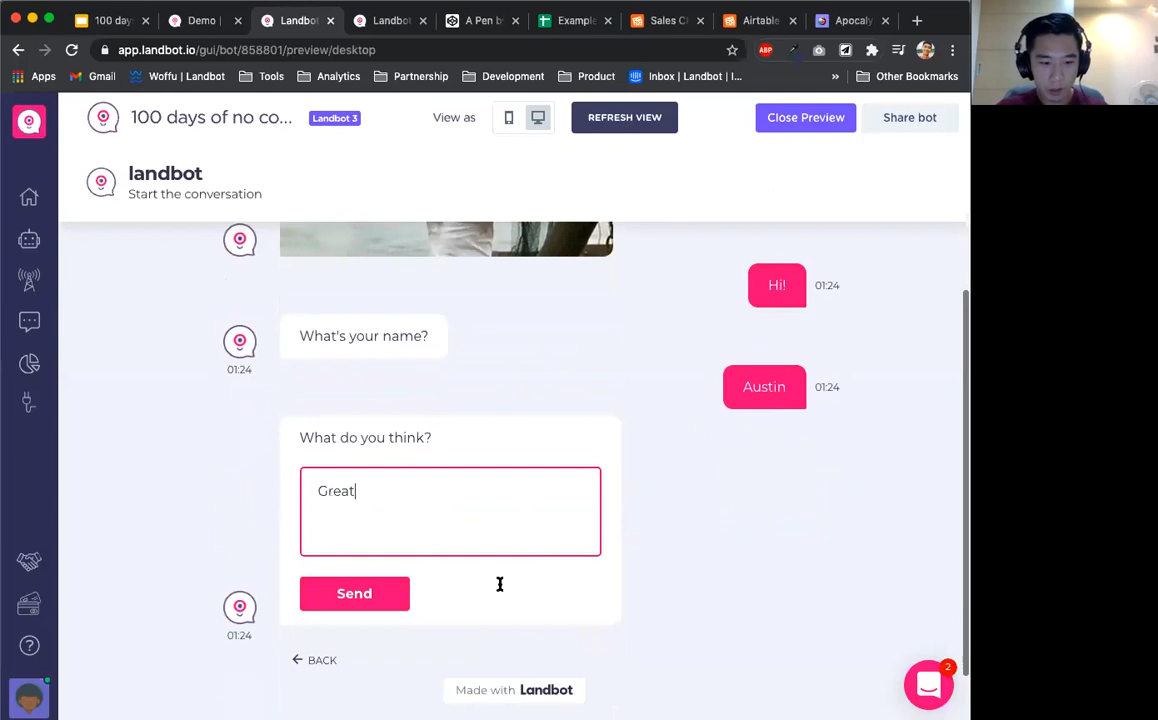 100 days
Demo |
Landbot
Landbot
A Pen by
Example
Sales C
Airtable
Apocaly
app.landbot.io/gui/bot/858801/preview/desktop
ABP
Apps
Gmail
Woffu | Landbot
Tools
Analytics
Partnership
Development
Product
Inbox | Landbot | I...
»
Other Bookmarks
100 days of no co...
Landbot 3
View as
REFRESH VIEW
Close Preview
Share bot
landbot
Start the conversation
Hi!
01:24
What's your name?
01:24
Austin
01:24
What do you think?
Great
Send
01:24
BACK
Made with Landbot
2